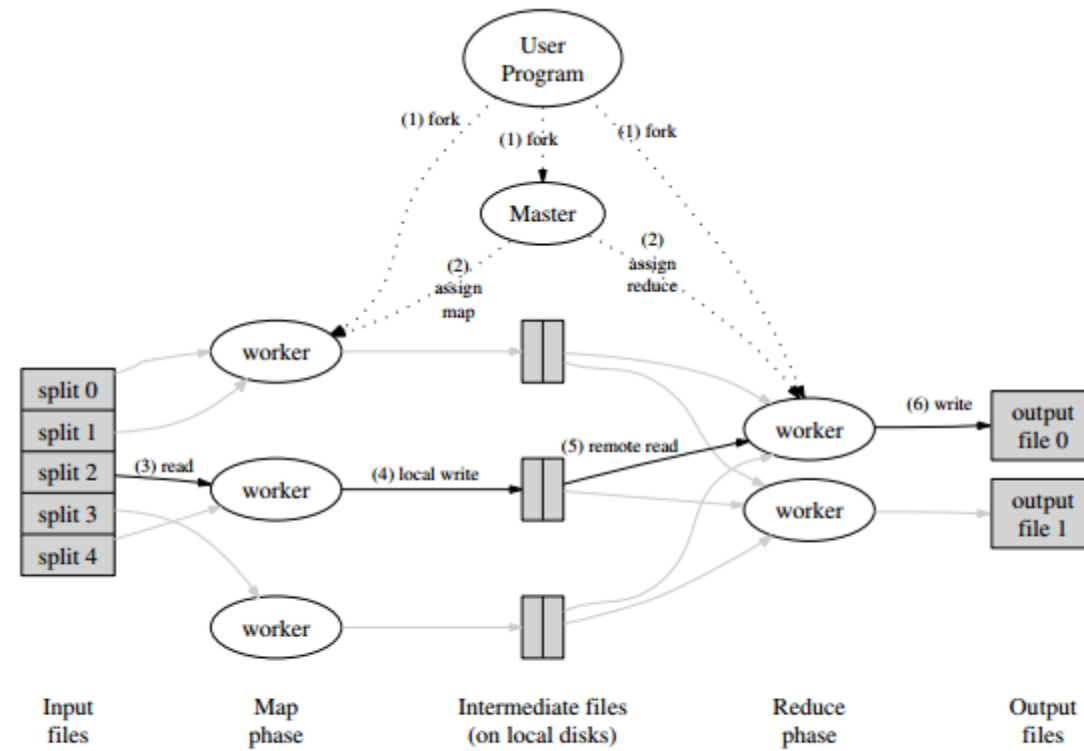 User
Program
(1) fork
(1) fork
(1) fork
Master
(2)
assign
map
(2)
assign
reduce
worker
split 0
split 1
split 2
split 3
split 4
(3) read
worker
(4) local write
(5) remote read
worker
(6) write
output
file 0
worker
output
file 1
worker
Input
files
Map
phase
Intermediate files
(on local disks)
Reduce
phase
Output
files